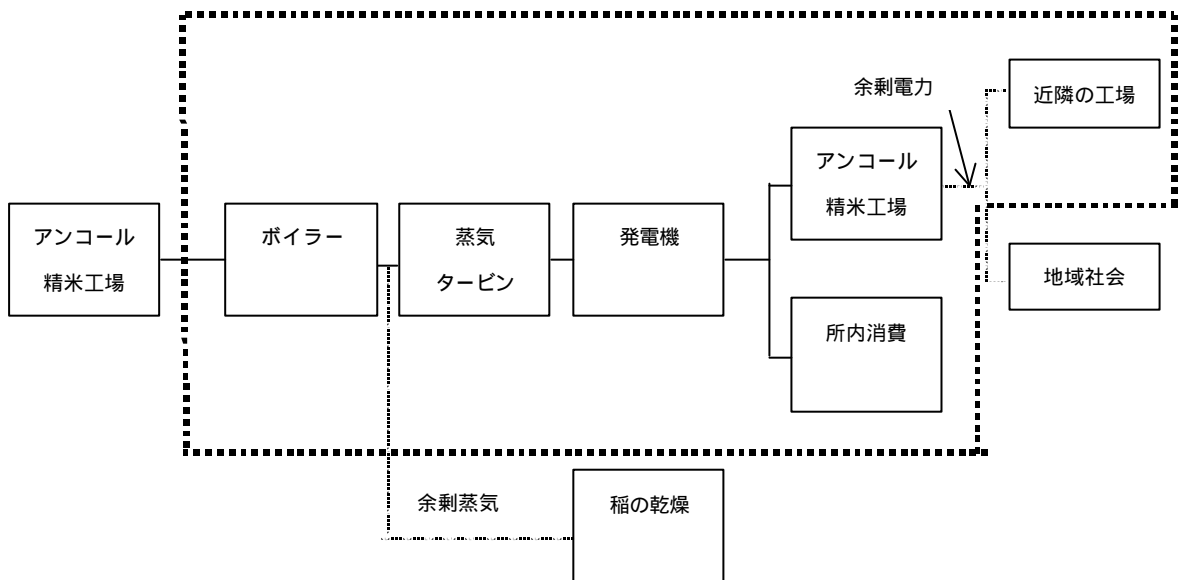 近隣の工場
余剰電力
アンコール
精米工場
アンコール
精米工場
ボイラー
蒸気
タービン
発電機
地域社会
所内消費
余剰蒸気
稲の乾燥